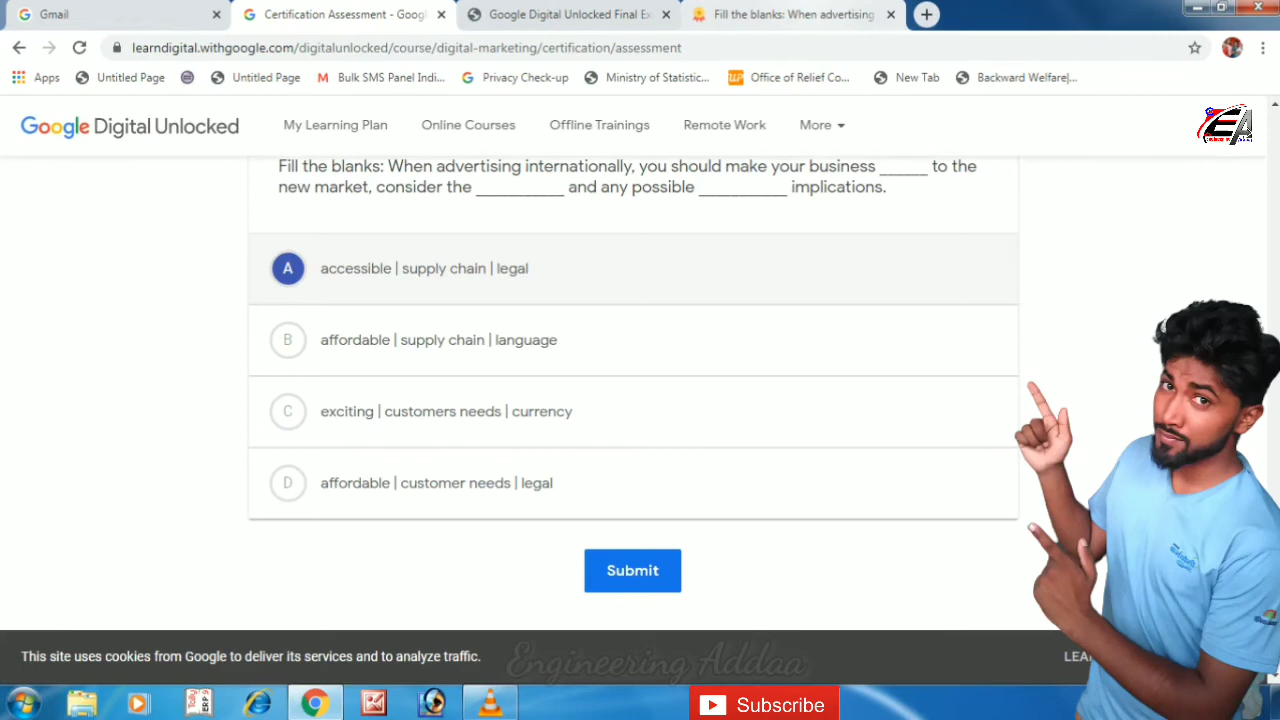 Gmail
Certification Assessment - Googl
Google Digital Unlocked Final Ex
Fill the blanks: When advertising
learndigital.withgoogle.com/digitalunlocked/course/digital-marketing/certification/assessment
Apps
Untitled Page
Untitled Page
Bulk SMS Panel Indi...
Privacy Check-up
Ministry of Statistic...
UP
Office of Relief Co...
New Tab
Backward Welfare|...
Google Digital Unlocked
My Learning Plan
Online Courses
Offline Trainings
Remote Work
More
EA
Fill the blanks: When advertising internationally, you should make your business ______ to the
new market, consider the ___________ and any possible ___________ implications.
A
accessible | supply chain | legal
B
affordable | supply chain | language
C
exciting | customers needs | currency
D
affordable | customer needs | legal
Submit
This site uses cookies from Google to deliver its services and to analyze traffic.
LEA
Engineering Addaa
Subscribe